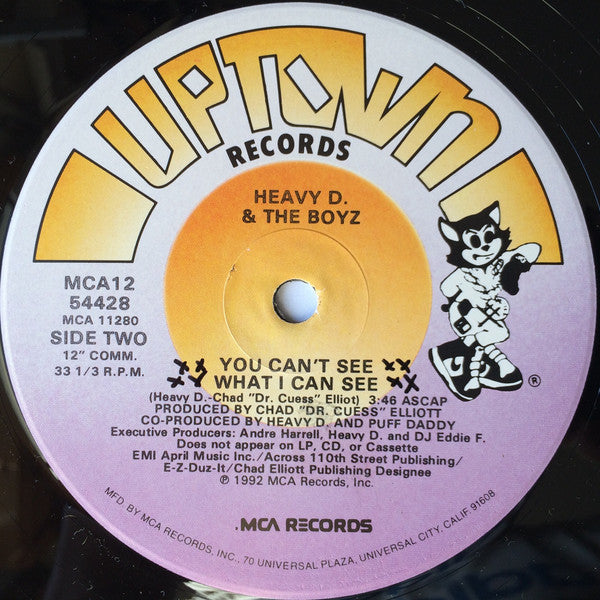 UPTOWN
RECORDS
HEAVY D.
& THE BOYZ
MCA12
54428
MCA 11280
SIDE TWO
12" COMM.
33 1/3 R.P.M.
®
YOU CAN'T SEE
WHAT I CAN SEE
(Heavy D.-Chad "Dr. Cuess" Elliot) 3:46 ASCAP
PRODUCED BY CHAD "DR. CUESS" ELLIOTT
CO-PRODUCED BY HEAVY D. AND PUFF DADDY
Executive Producers: Andre Harrell, Heavy D. and DJ Eddie F.
Does not appear on LP, CD, or Cassette
EMI April Music Inc./Across 110th Street Publishing/
E-Z-Duz-It/Chad Elliott Publishing Designee
℗ 1992 MCA Records, Inc.
.MCA RECORDS
MFD BY MCA RECORDS, INC., 70 UNIVERSAL PLAZA, UNIVERSAL CITY, CALIF. 91608